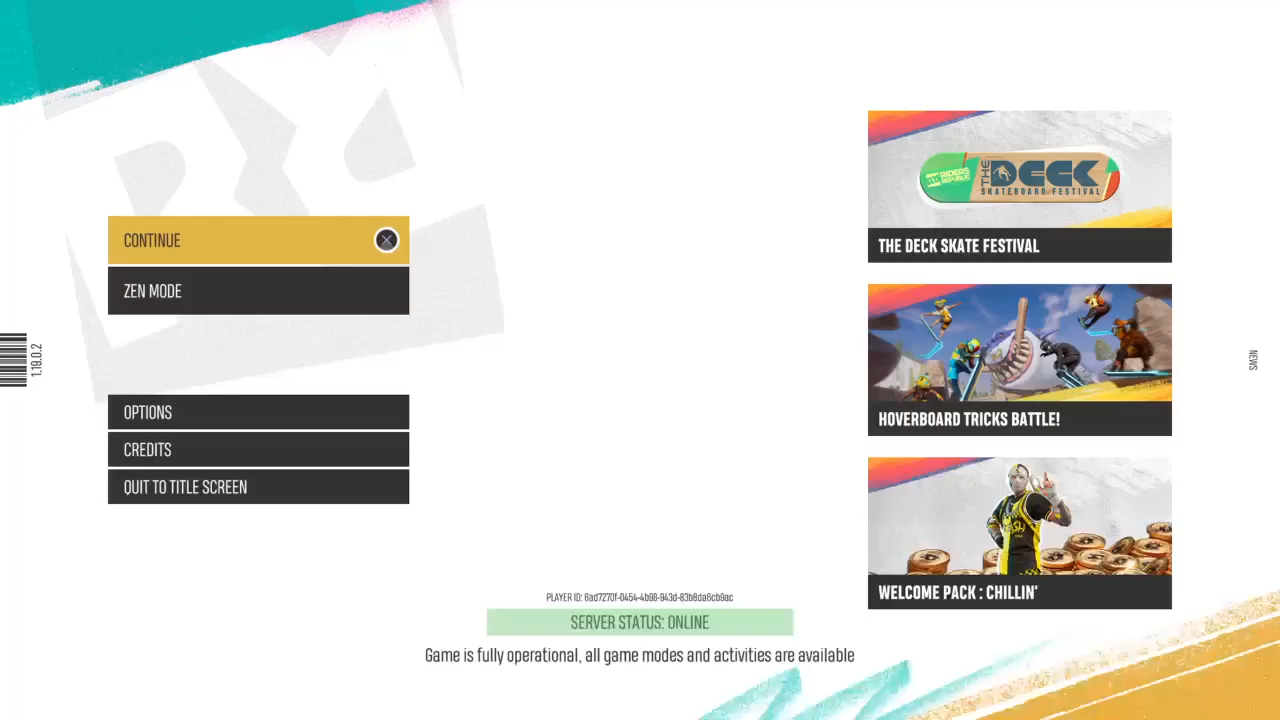 CONTINUE
ZEN MODE
OPTIONS
CREDITS
QUIT TO TITLE SCREEN
1.19.0.2
RIDERS
REPUBLIC
THE DECK
SKATEBOARD FESTIVAL
THE DECK SKATE FESTIVAL
HOVERBOARD TRICKS BATTLE!
WELCOME PACK : CHILLIN'
NEWS
PLAYER ID: 6ad7270f-0454-4b98-943d-83b8da6cb9ac
SERVER STATUS: ONLINE
Game is fully operational, all game modes and activities are available